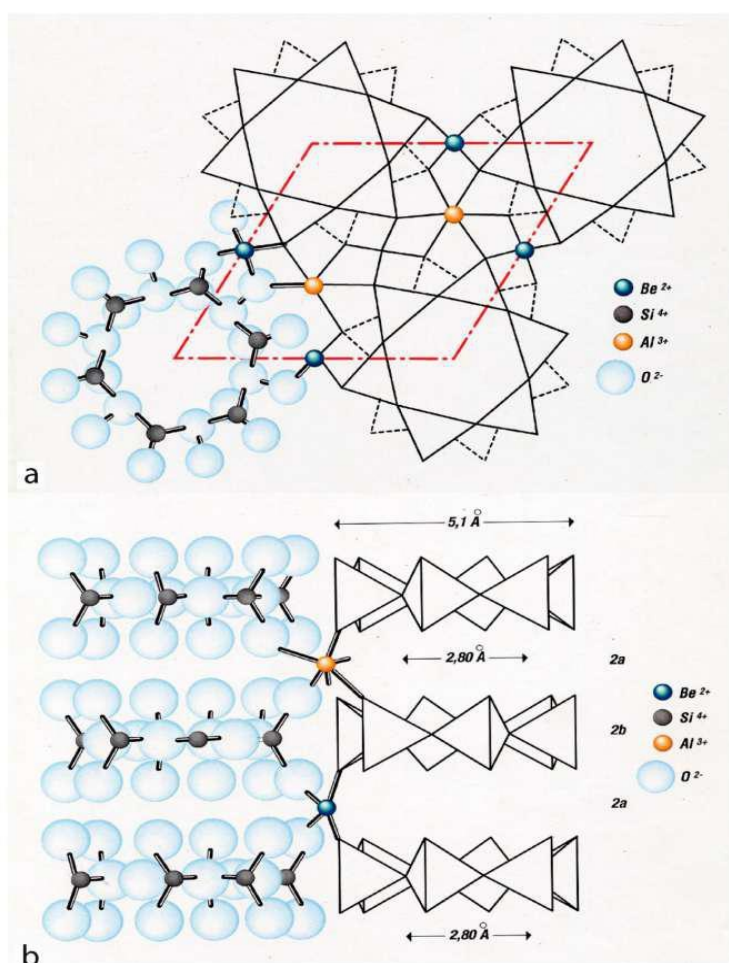 Be 2+
Si 4+
Al 3+
O 2-
a
5,1 Å
2,80 Å
2a
Be 2+
2b
Si 4+
Al 3+
O 2-
2a
2,80 Å
b